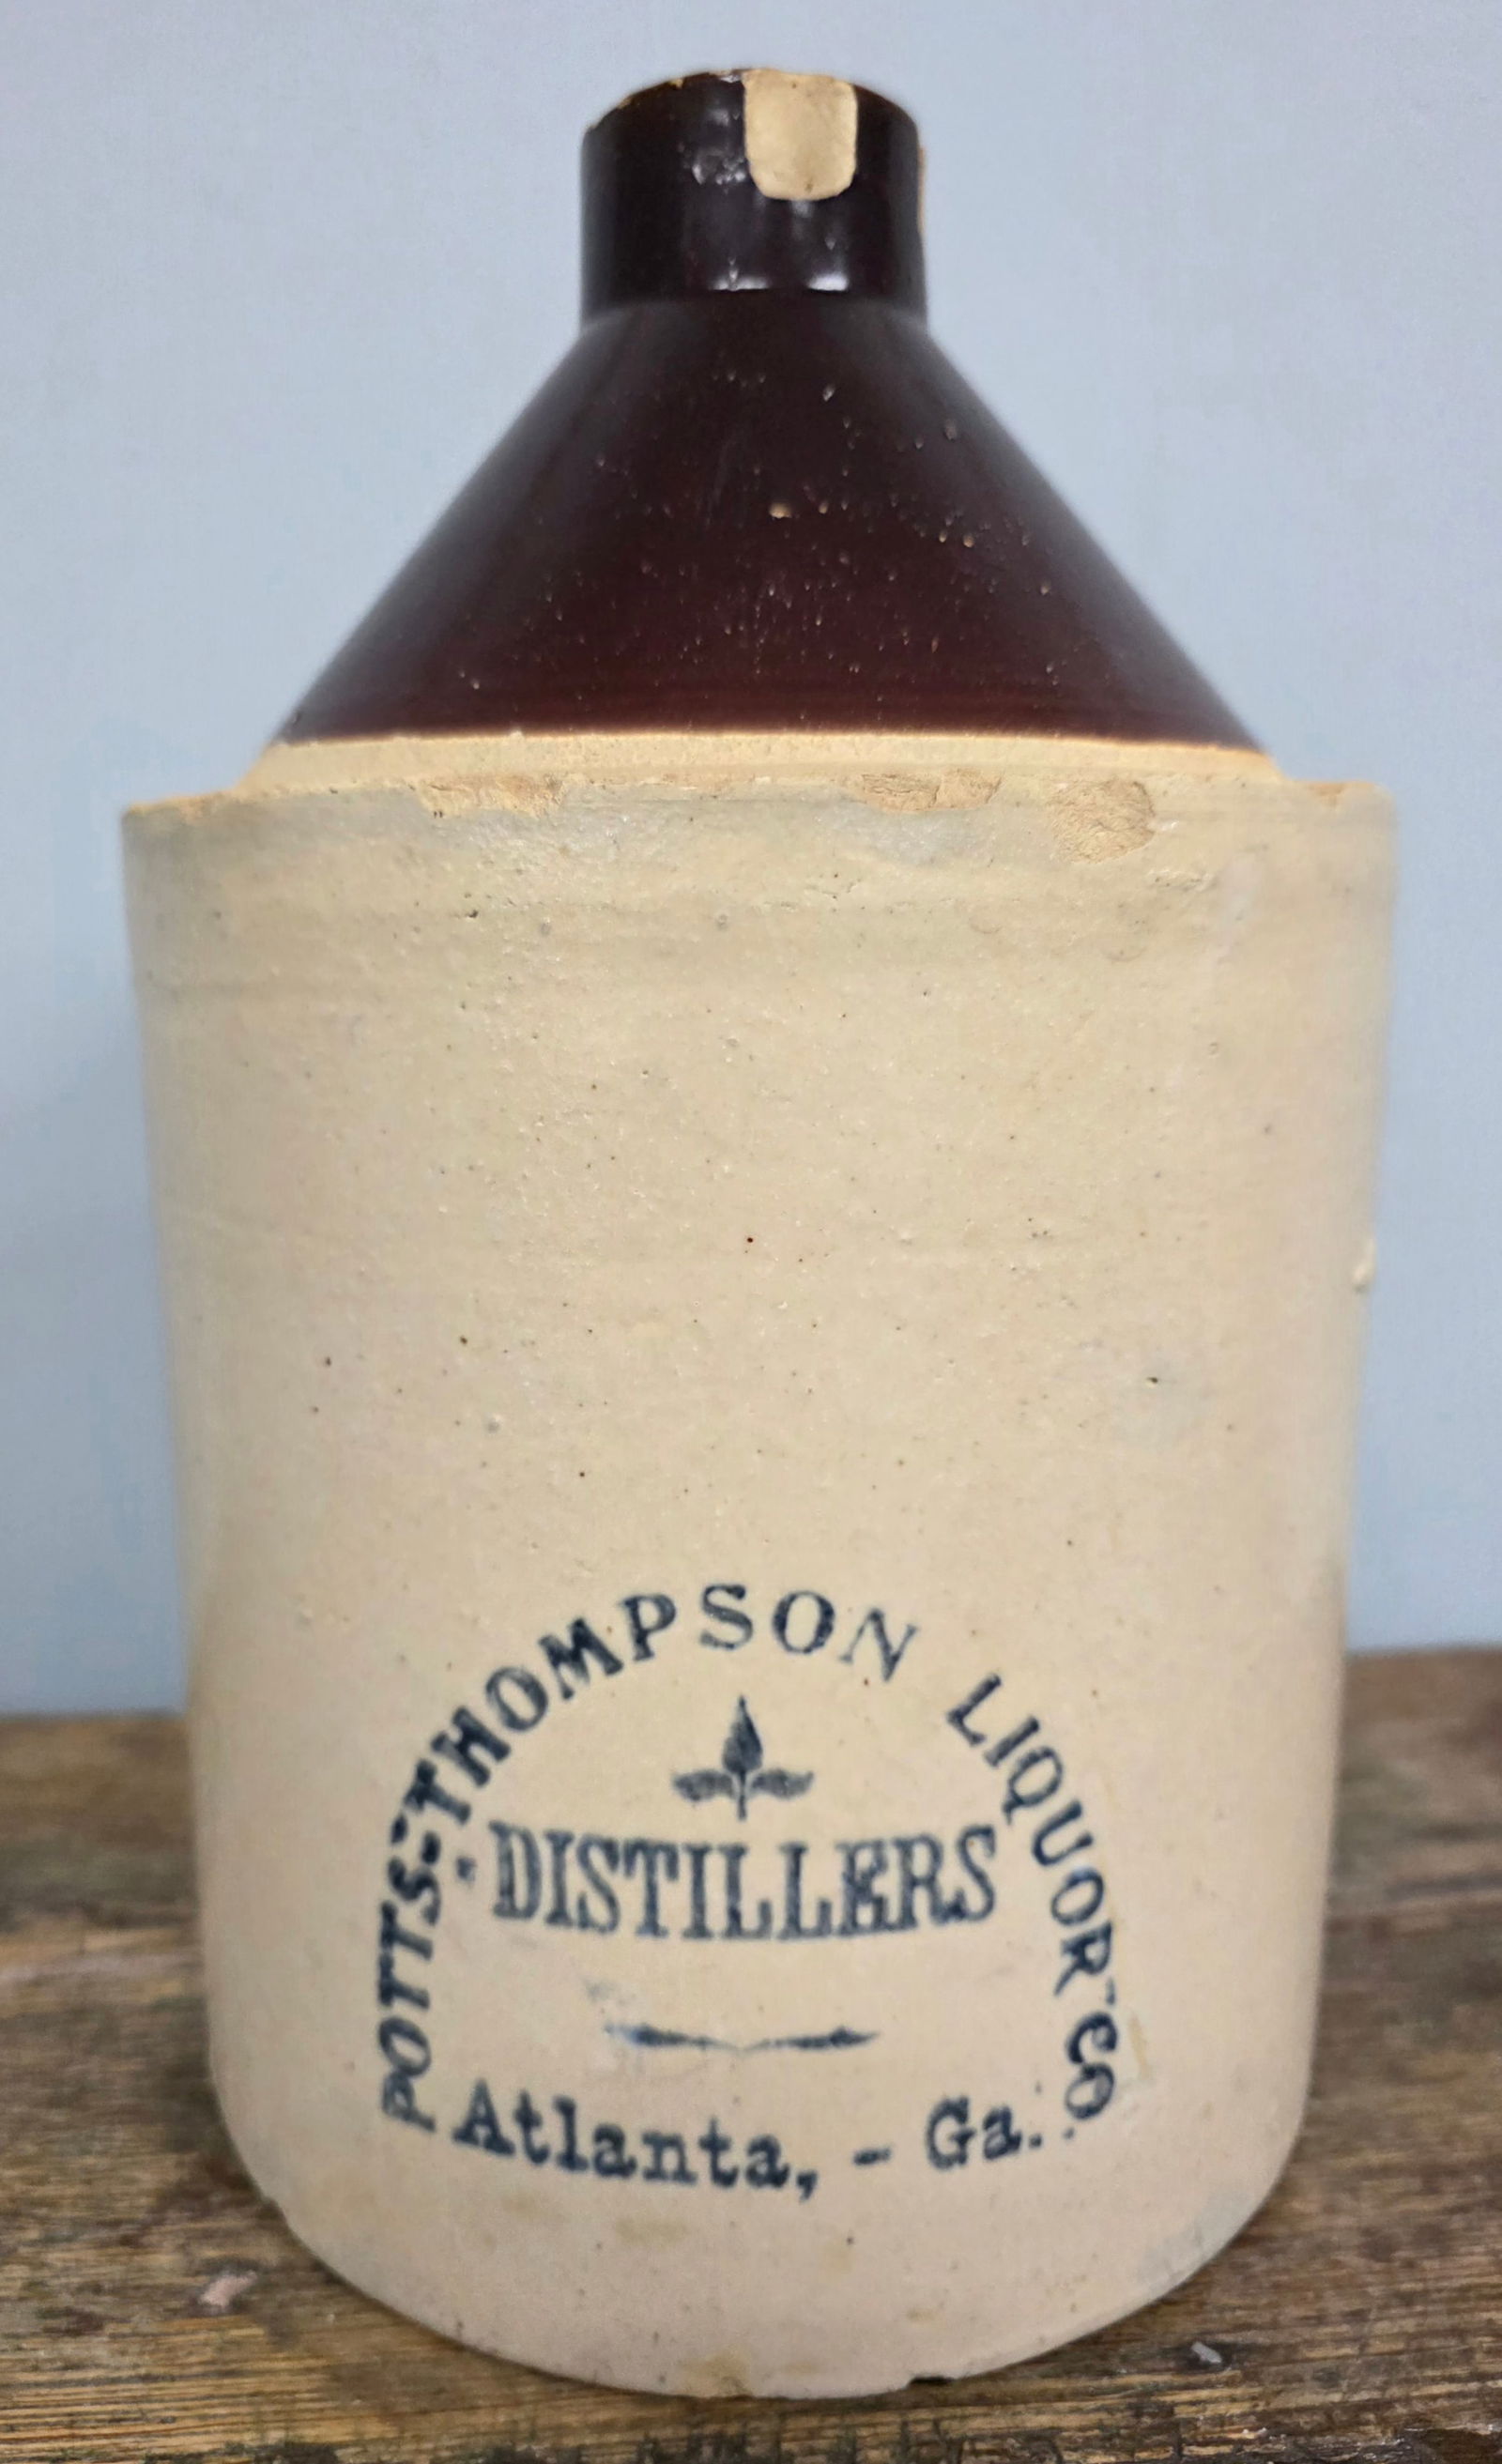 POTTS-THOMPSON LIQUOR CO
DISTILLERS
Atlanta, - Ga.